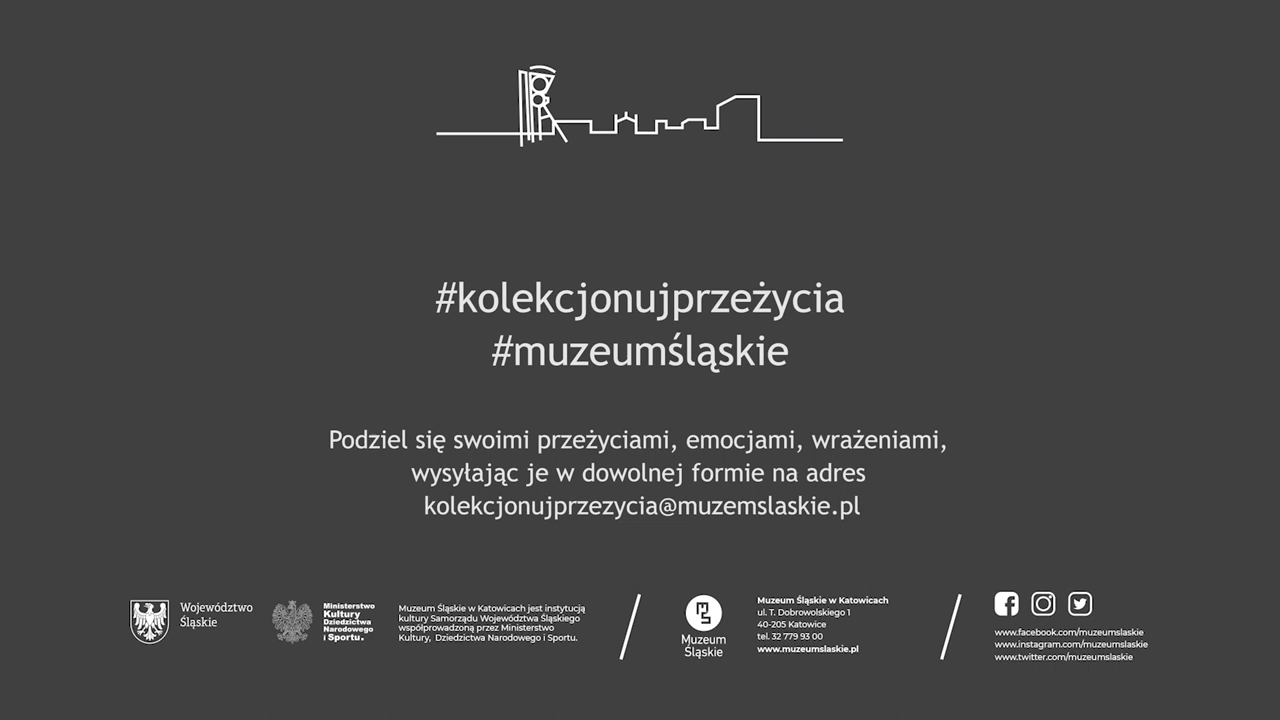 #kolekcjonujprzeżycia
#muzeumśląskie
Podziel się swoimi przeżyciami, emocjami, wrażeniami,
wysyłając je w dowolnej formie na adres
kolekcjonujprzezycia@muzemslaskie.pl
Województwo
Śląskie
Ministerstwo
Kultury
Dziedzictwa
Narodowego
i Sportu.
Muzeum Śląskie w Katowicach jest instytucją
kultury Samorządu Województwa Śląskiego
współprowadzoną przez Ministerstwo
Kultury, Dziedzictwa Narodowego i Sportu.
Muzeum
Śląskie
Muzeum Śląskie w Katowicach
ul. T. Dobrowolskiego 1
40-205 Katowice
tel. 32 779 93 00
www.muzeumslaskie.pl
www.facebook.com/muzeumslaskie
www.instagram.com/muzeumslaskie
www.twitter.com/muzeumslaskie